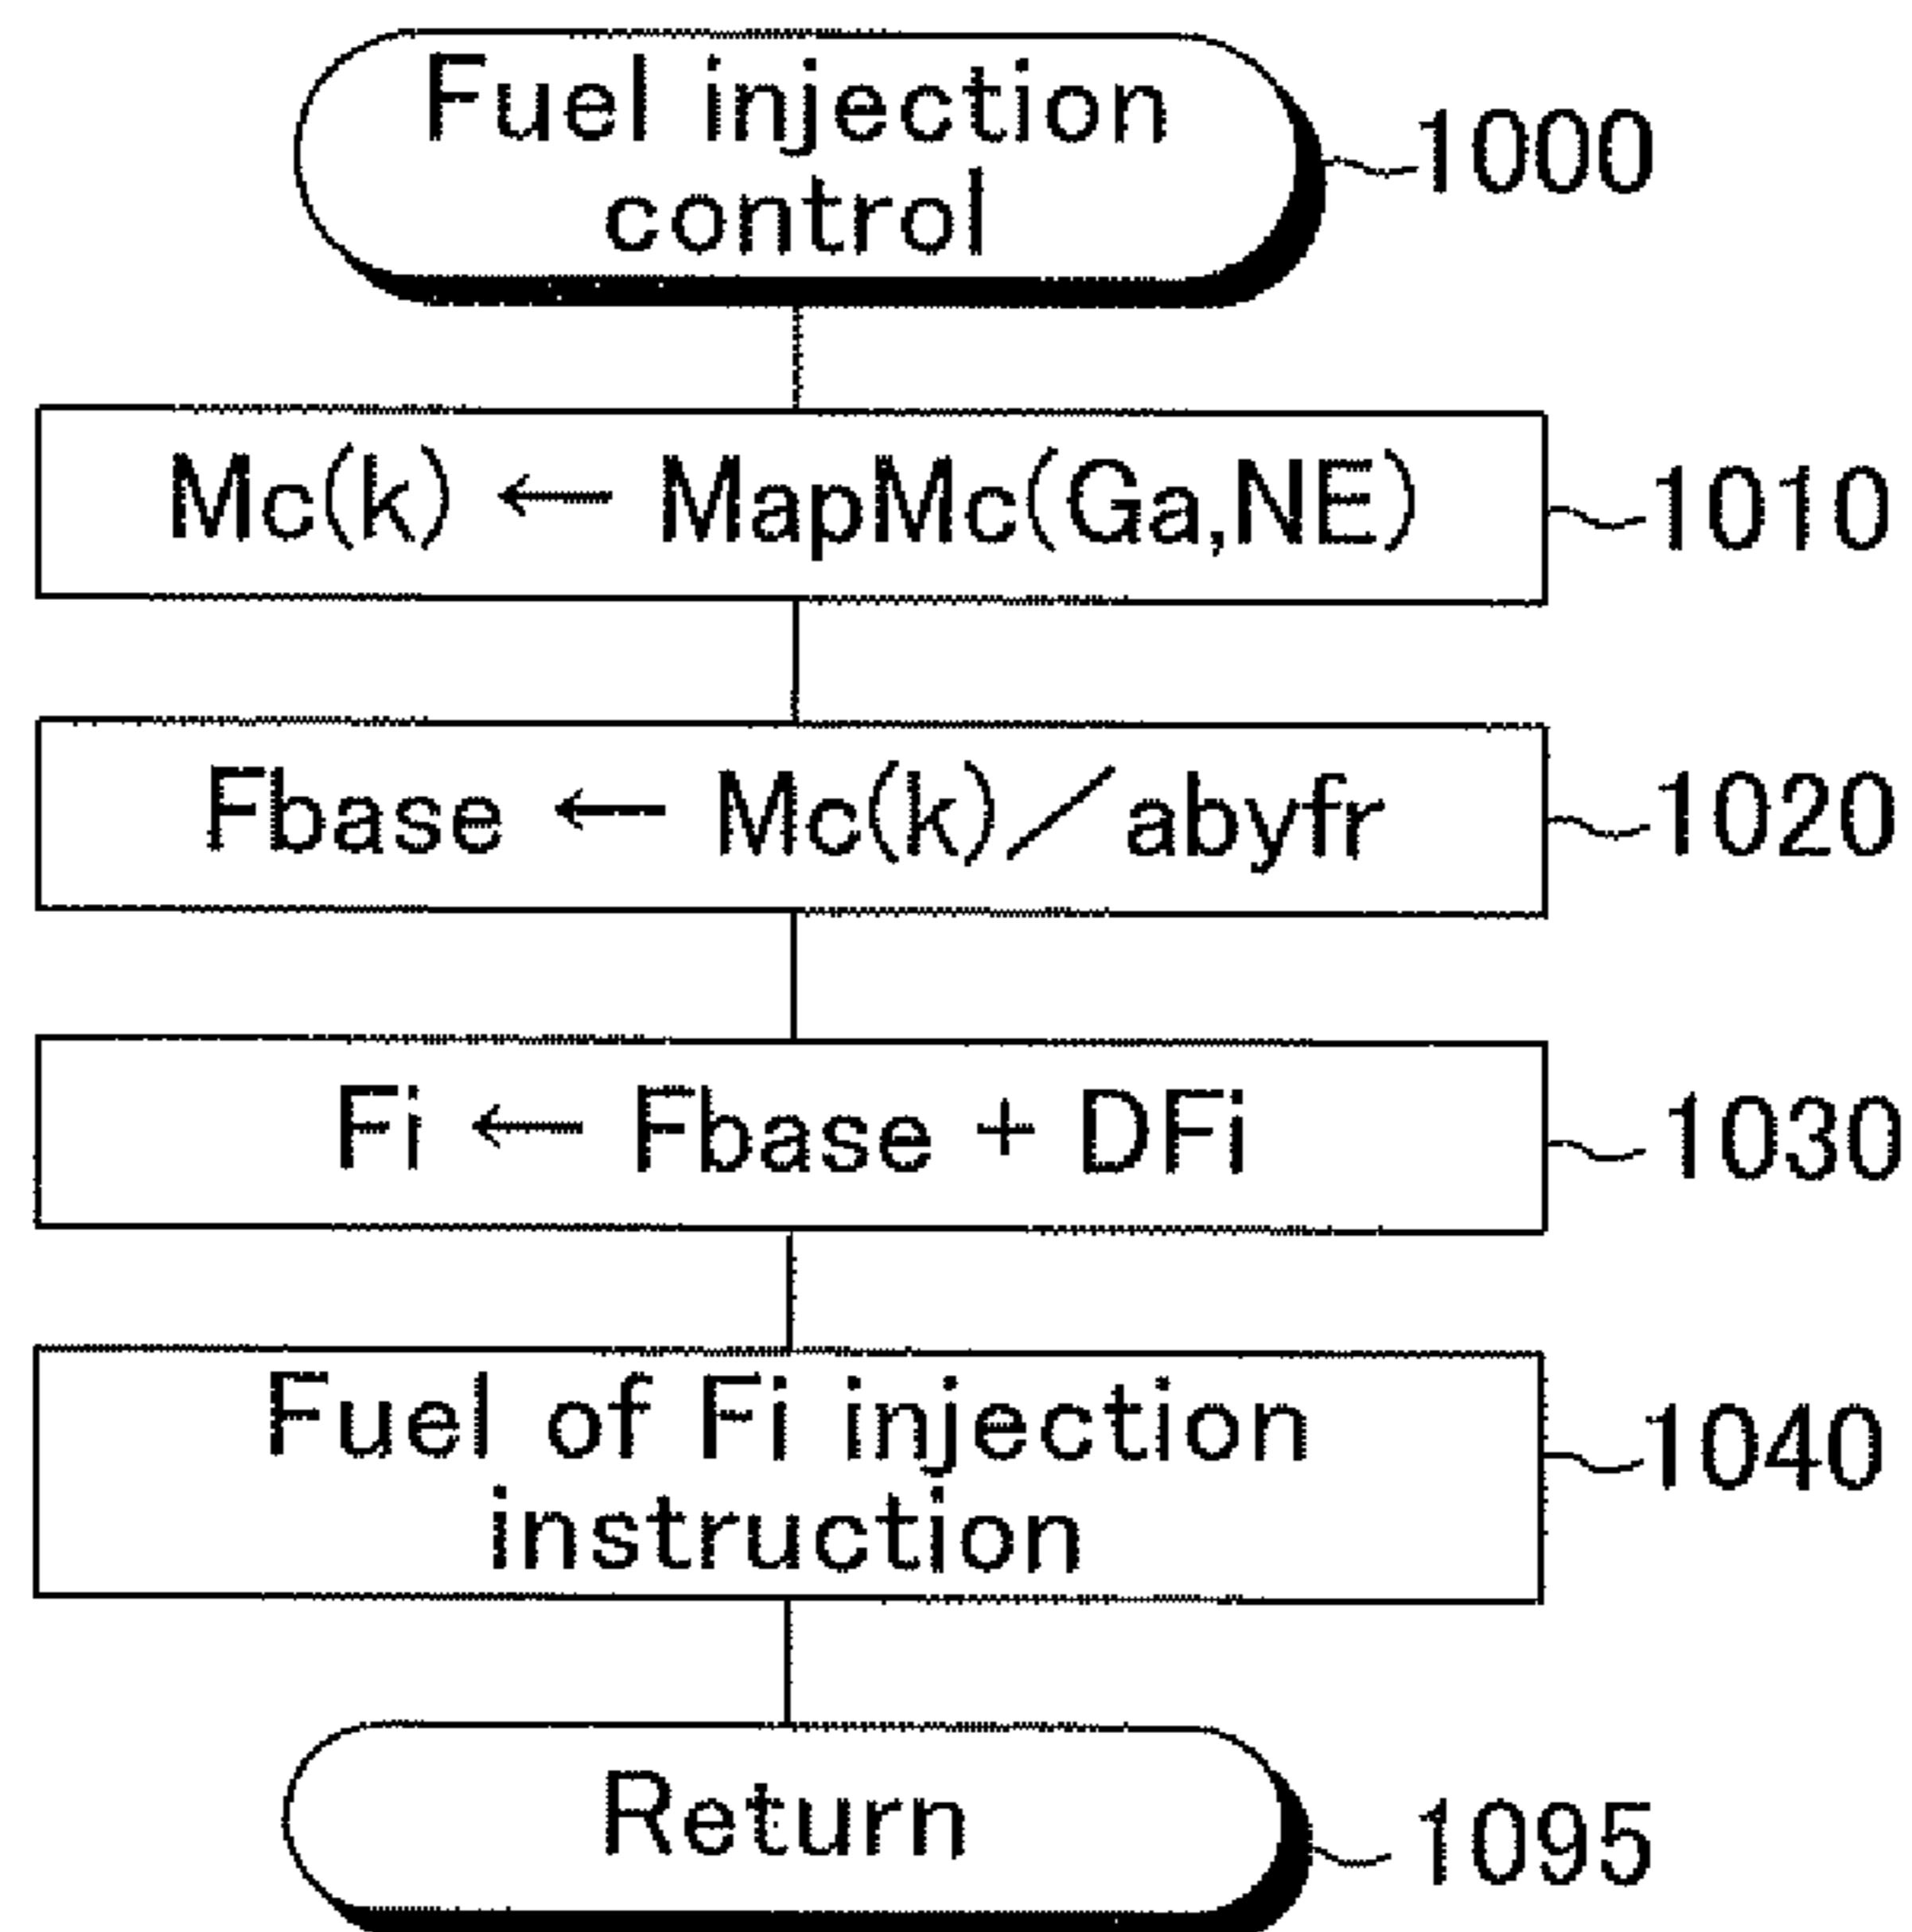 Fuel injection
control
1000
Mc(k) ← MapMc(Ga,NE)
1010
Fbase ← Mc(k)／abyfr
1020
Fi ← Fbase + DFi
1030
Fuel of Fi injection
instruction
1040
Return
1095